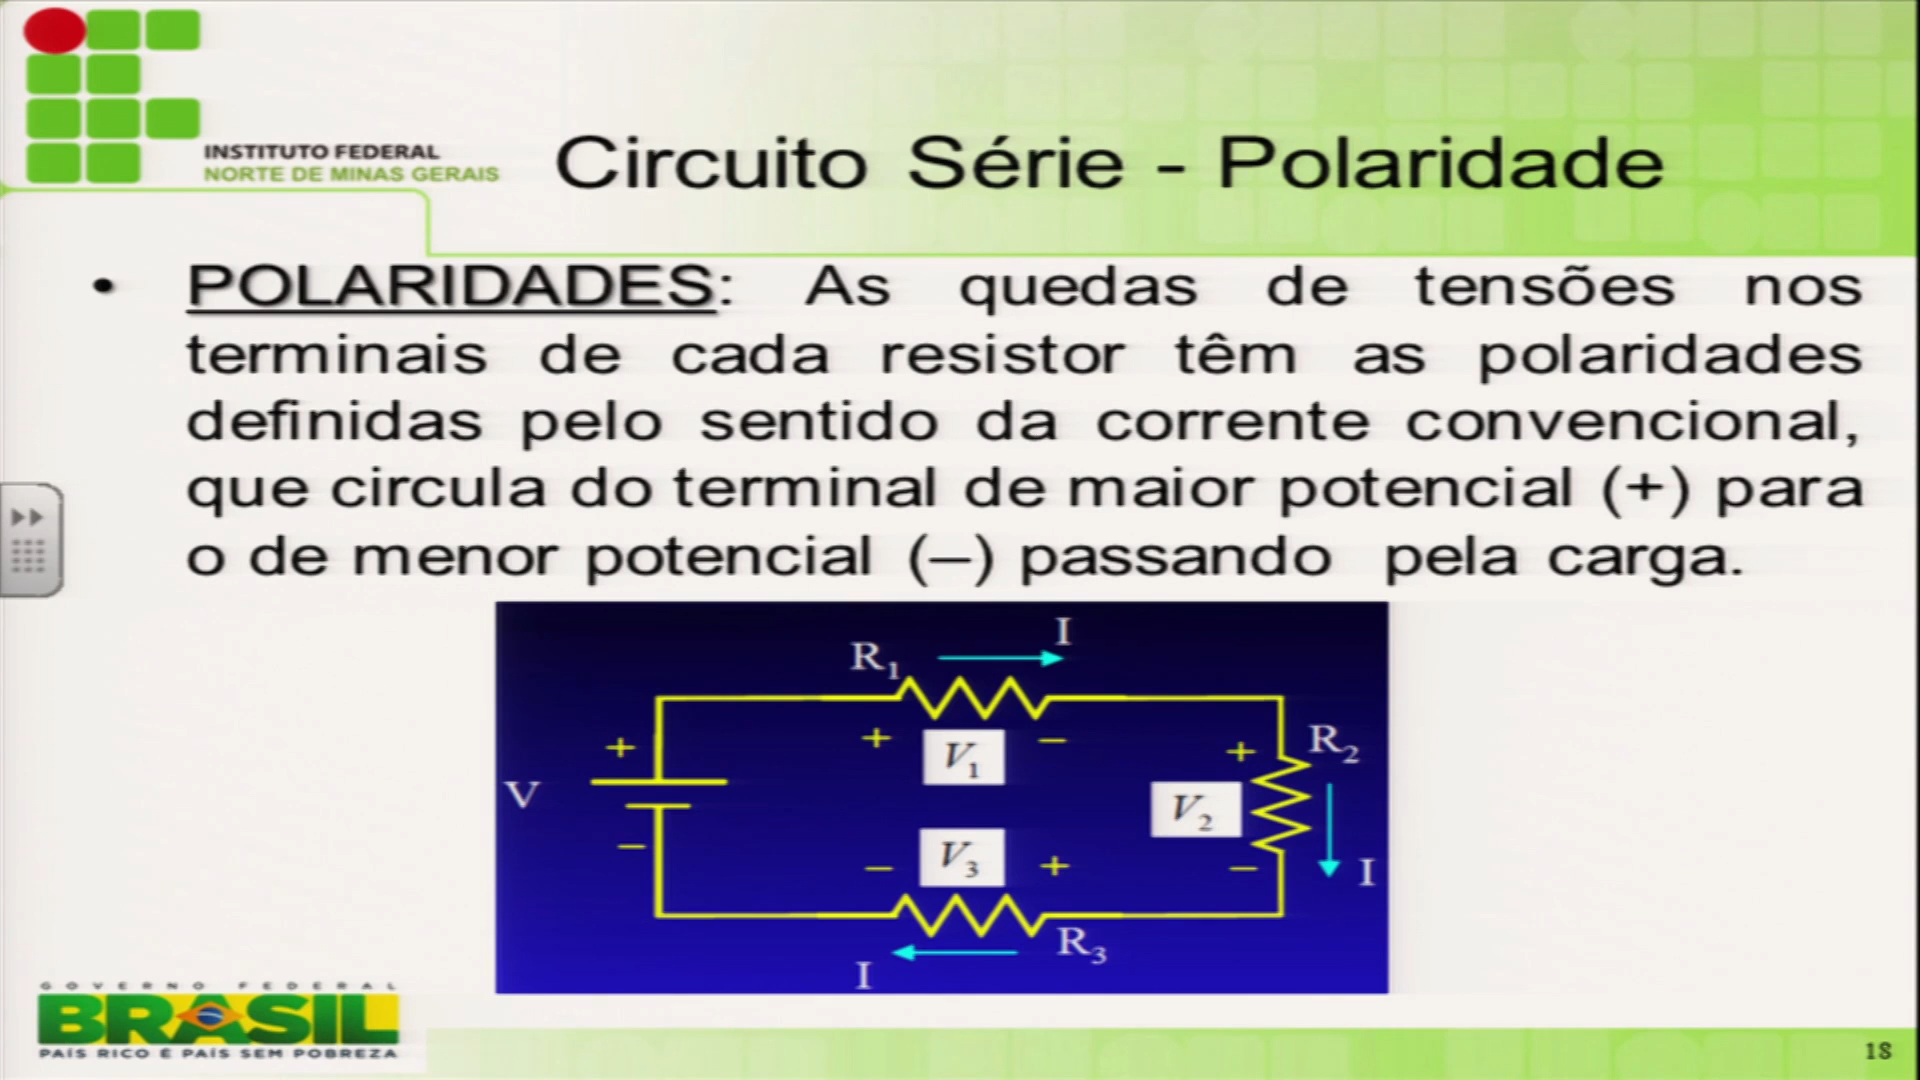 INSTITUTO FEDERAL
NORTE DE MINAS GERAIS
Circuito Série - Polaridade
• POLARIDADES: As quedas de tensões nos
terminais de cada resistor têm as polaridades
definidas pelo sentido da corrente convencional,
que circula do terminal de maior potencial (+) para
o de menor potencial (–) passando pela carga.
I
R1
+ V1 –
+ R2
+
V
V2
–
– V3 +
– I
R3
I
GOVERNO FEDERAL
BRASIL
PAÍS RICO É PAÍS SEM POBREZA
18